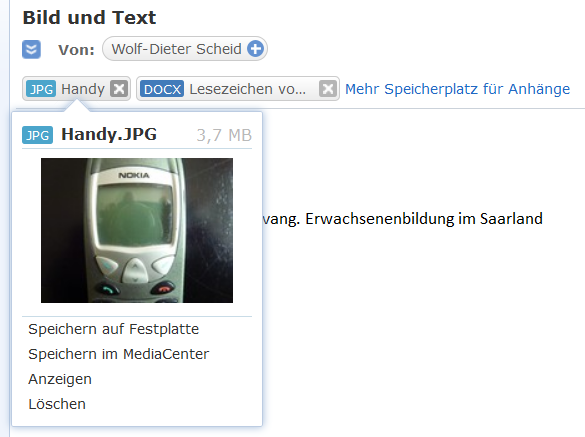 Bild und Text
Von: Wolf-Dieter Scheid
JPG Handy DOCX Lesezeichen vo... Mehr Speicherplatz für Anhänge
JPG Handy.JPG 3,7 MB
NOKIA
vang. Erwachsenenbildung im Saarland
Speichern auf Festplatte
Speichern im MediaCenter
Anzeigen
Löschen